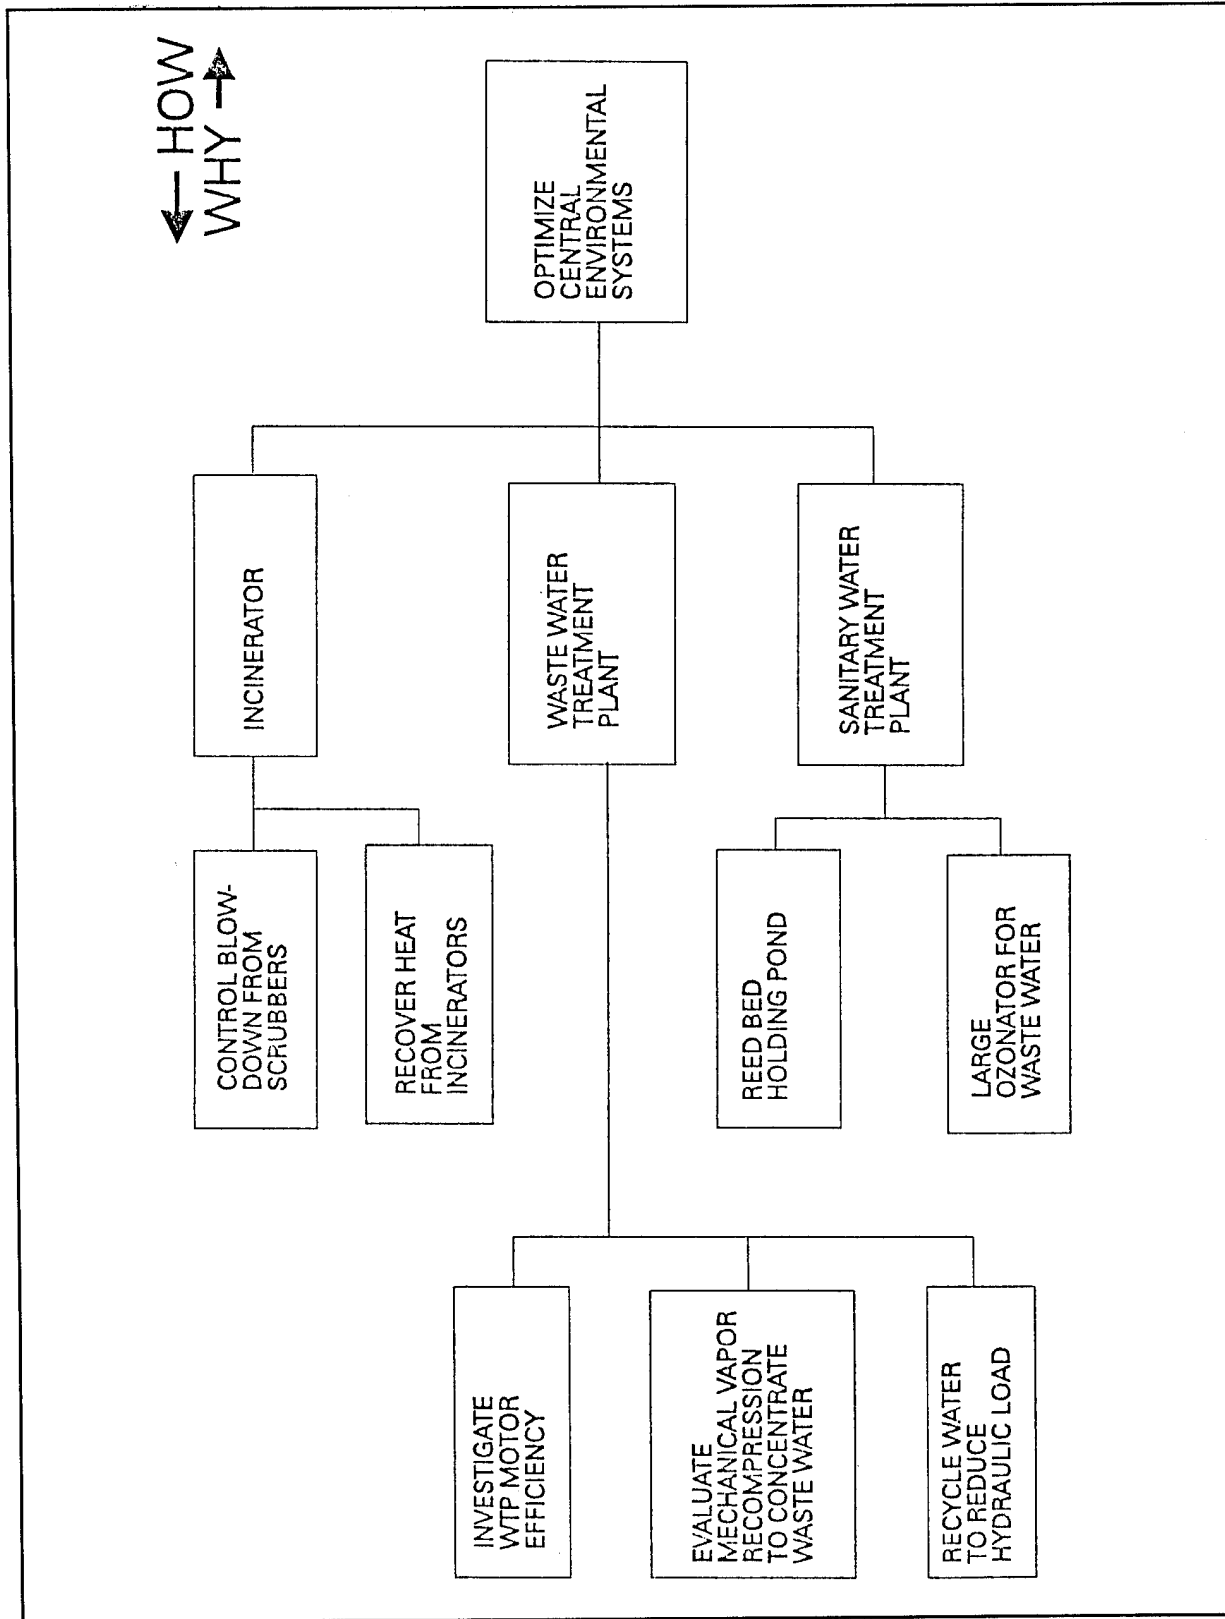 ← HOW
WHY →
OPTIMIZE
CENTRAL
ENVIRONMENTAL
SYSTEMS
INCINERATOR
WASTE WATER
TREATMENT
PLANT
SANITARY WATER
TREATMENT
PLANT
CONTROL BLOW-
DOWN FROM
SCRUBBERS
RECOVER HEAT
FROM
INCINERATORS
REED BED
HOLDING POND
LARGE
OZONATOR FOR
WASTE WATER
INVESTIGATE
WTP MOTOR
EFFICIENCY
EVALUATE
MECHANICAL VAPOR
RECOMPRESSION
TO CONCENTRATE
WASTE WATER
RECYCLE WATER
TO REDUCE
HYDRAULIC LOAD